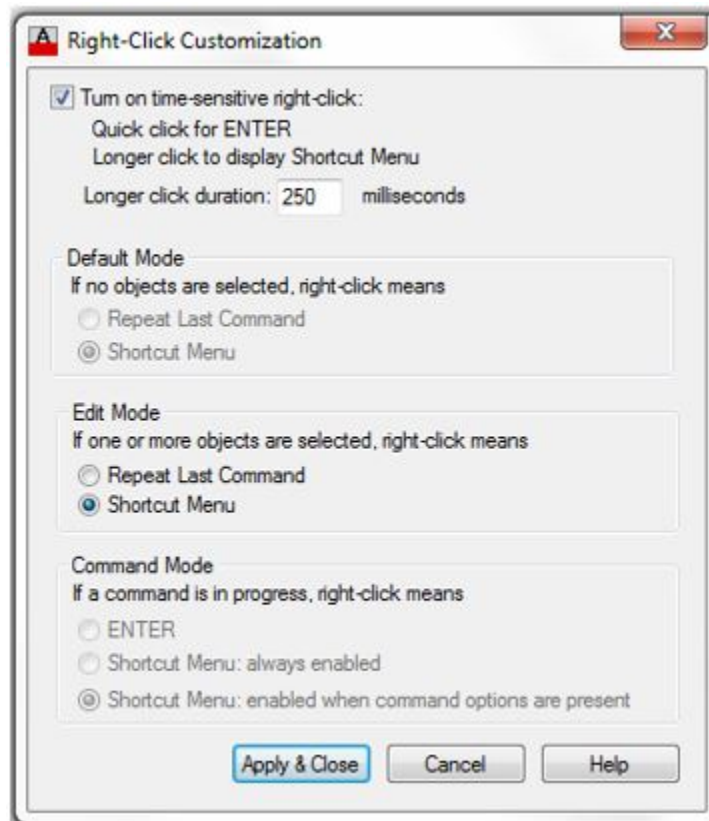 Right-Click Customization
Turn on time-sensitive right-click:
Quick click for ENTER
Longer click to display Shortcut Menu
Longer click duration: 250 milliseconds
Default Mode
If no objects are selected, right-click means
Repeat Last Command
Shortcut Menu
Edit Mode
If one or more objects are selected, right-click means
Repeat Last Command
Shortcut Menu
Command Mode
If a command is in progress, right-click means
ENTER
Shortcut Menu: always enabled
Shortcut Menu: enabled when command options are present
Apply & Close Cancel Help